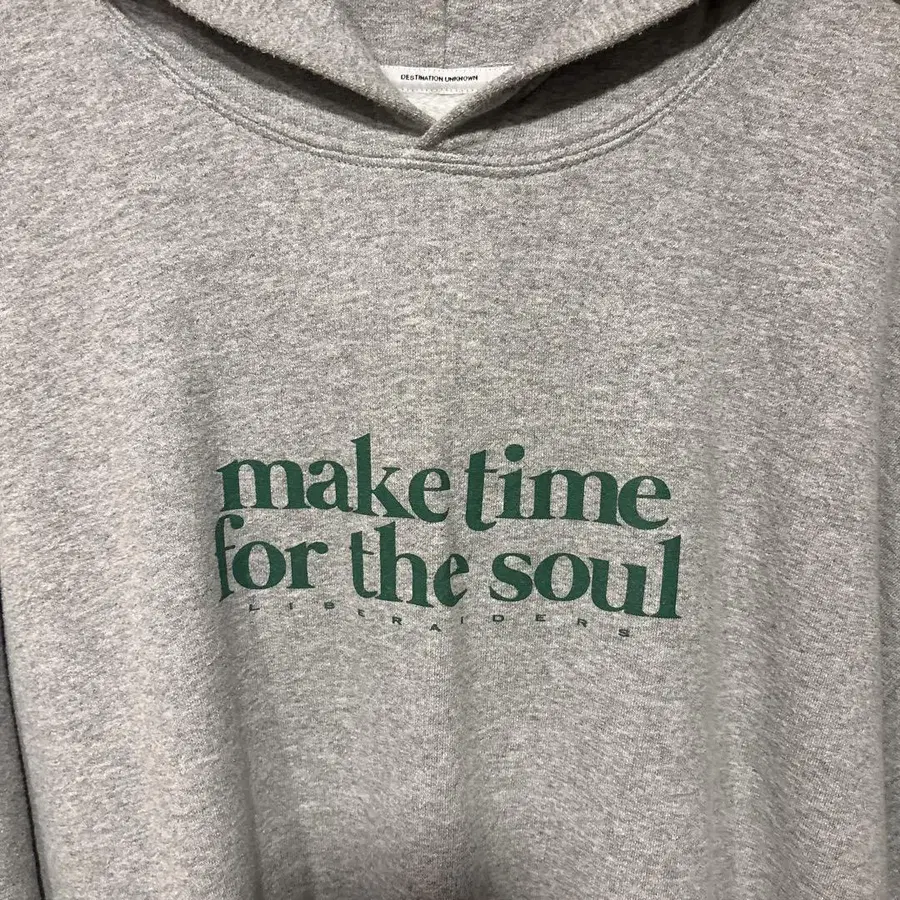 DESTINATION UNKNOWN
make time
for the soul
LIBERAIDERS